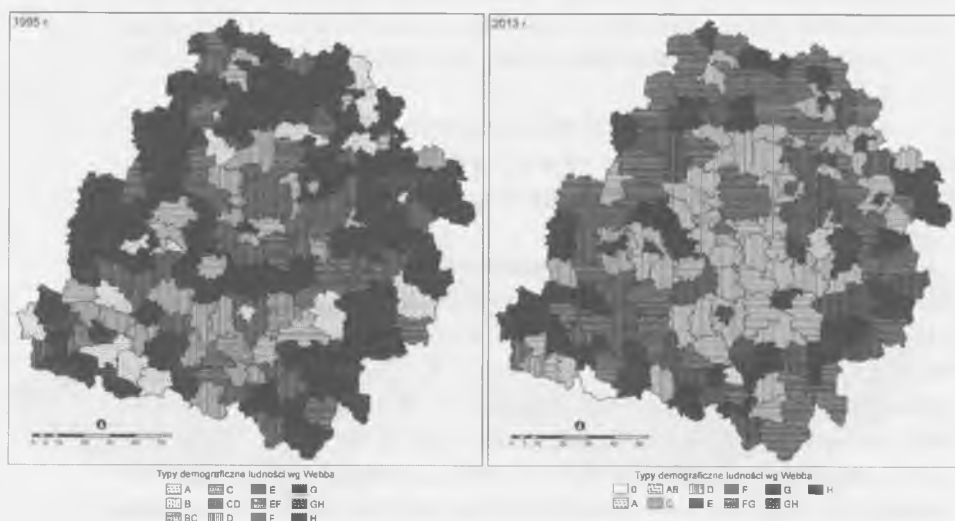 1995 r.
2013 r.
Typy demograficzne ludności wg Webba
A C E G
B CD EF GH
BC D F H
Typy demograficzne ludności wg Webba
0 AB D F G H
A E FG GH